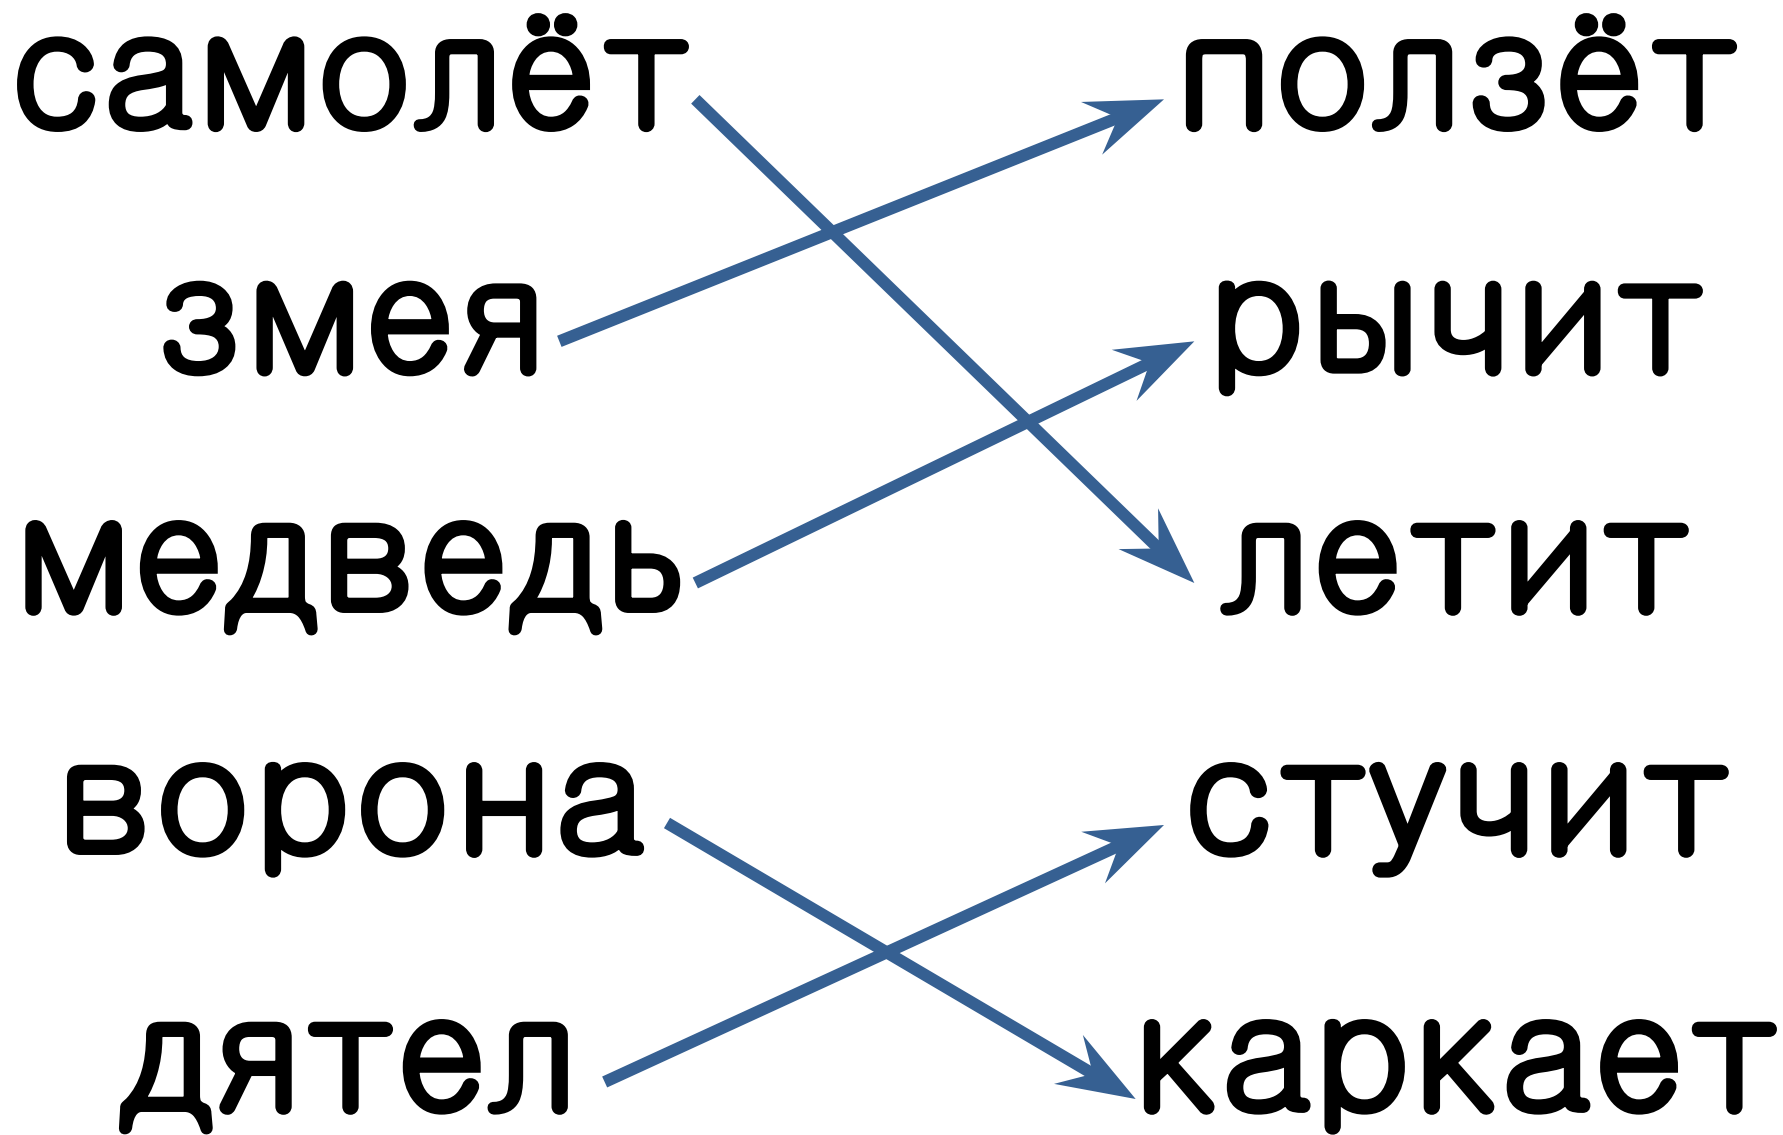 самолёт ползёт
змея рычит
медведь летит
ворона стучит
дятел каркает